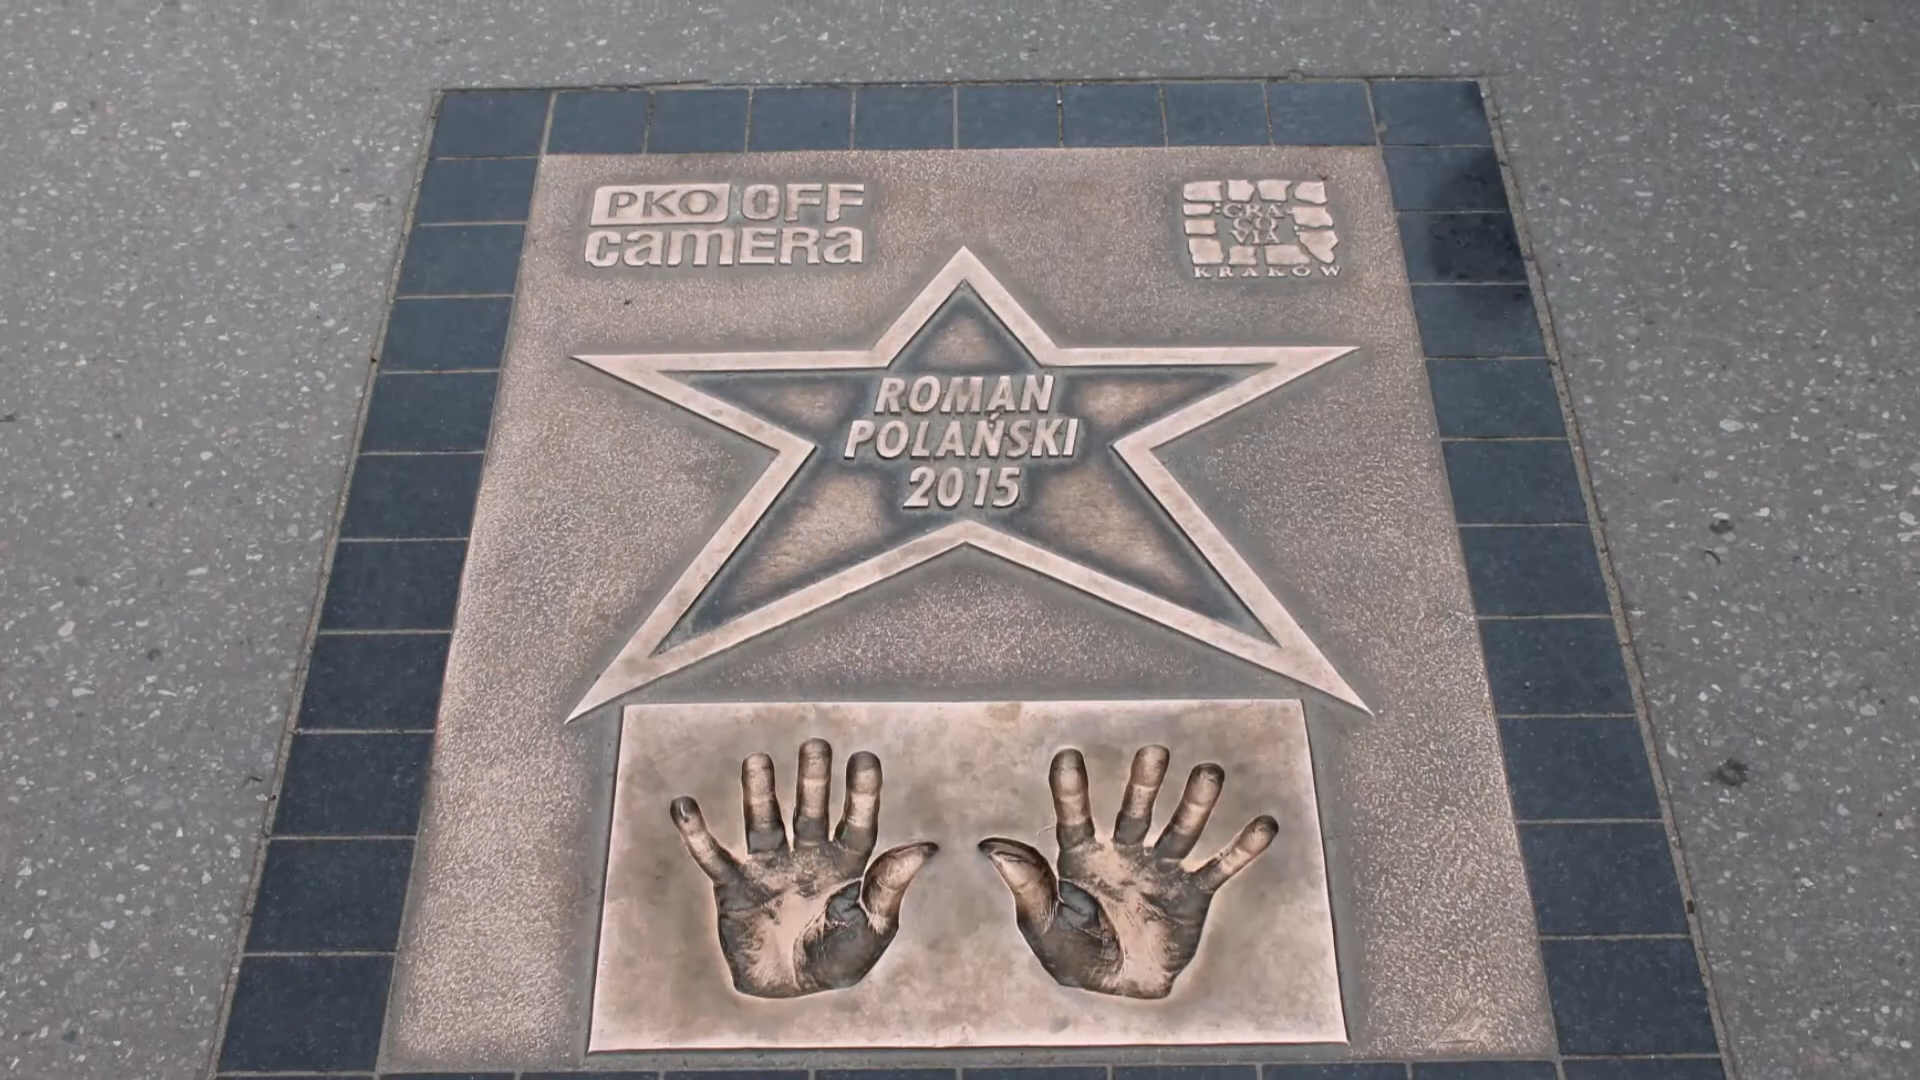 PKO OFF
camERa
CRA
CO
VIA
KRAKÓW
ROMAN
POLAŃSKI
2015